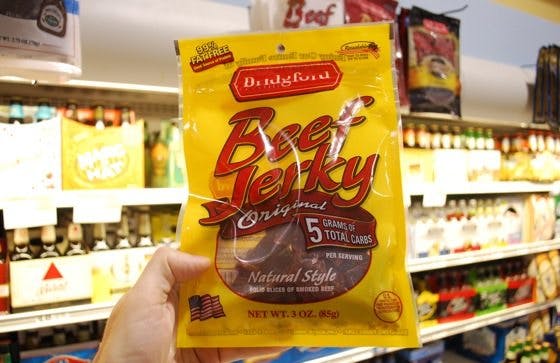 Beef
99%
FAT FREE
Bridgford
Beef
Jerky
Original
5 GRAMS OF
TOTAL CARBS
PER SERVING
Natural Style
SOLID SLICES OF SMOKED BEEF
NET WT. 3 OZ. (85g)